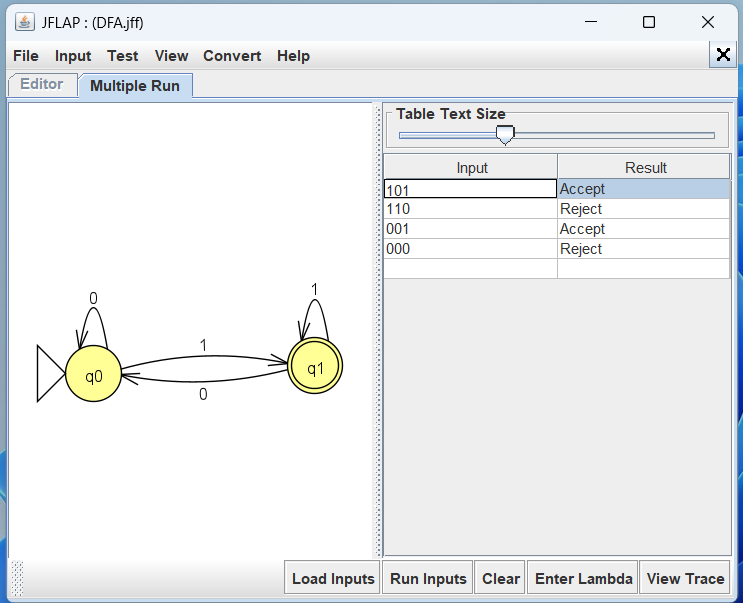 JFLAP : (DFA.jff)
File Input Test View Convert Help
Editor Multiple Run
Table Text Size
Input Result
101 Accept
110 Reject
001 Accept
000 Reject
0
1
1
q0
q1
0
Load Inputs Run Inputs Clear Enter Lambda View Trace